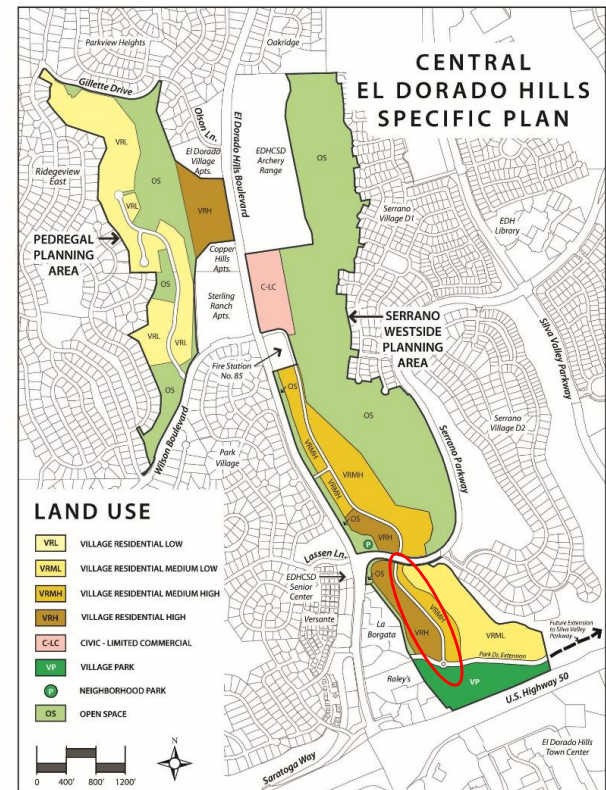 CENTRAL
EL DORADO HILLS
SPECIFIC PLAN
Parkview Heights
Oakridge
Gillette Drive
Olson Ln.
El Dorado Hills Boulevard
VRL
OS
El Dorado
Village
Apts.
EDHCSD
Archery
Range
OS
Ridgeview
East
VRL
VRH
Serrano
Village D1
EDH
Library
PEDREGAL
PLANNING
AREA
Copper
Hills
Apts.
OS
C-LC
Sterling
Ranch
Apts.
SERRANO
WESTSIDE
PLANNING
AREA
Silva Valley Parkway
VRL
VRL
Fire Station
No. 85
OS
OS
OS
Wilson Boulevard
Park
Village
VRMH
VRMH
VRMH
Serrano Parkway
Serrano
Village D2
OS
VRH
P
Lassen Ln.
OS
EDHCSD
Senior
Center
Versante
La
Borgata
VRH
VRMH
VRML
Future Extension
to Silva Valley
Parkway
Park Dr. Extension
Raley's
VP
U.S. Highway 50
Saratoga Way
El Dorado Hills
Town Center
LAND USE
VRL VILLAGE RESIDENTIAL LOW
VRML VILLAGE RESIDENTIAL MEDIUM LOW
VRMH VILLAGE RESIDENTIAL MEDIUM HIGH
VRH VILLAGE RESIDENTIAL HIGH
C-LC CIVIC - LIMITED COMMERCIAL
VP VILLAGE PARK
P NEIGHBORHOOD PARK
OS OPEN SPACE
0 400' 800' 1200'
N